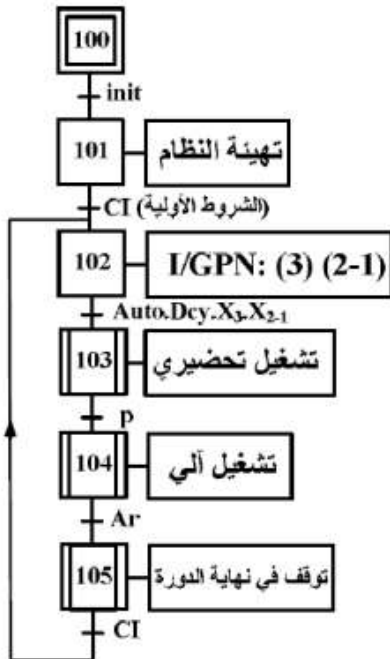 100
init
101
تهيئة النظام
CI (الشروط الأولية)
102
I/GPN: (3) (2-1)
Auto.Dcy.X3.X2-1
103
تشغيل تحضيري
p
104
تشغيل آلي
Ar
105
توقف في نهاية الدورة
CI